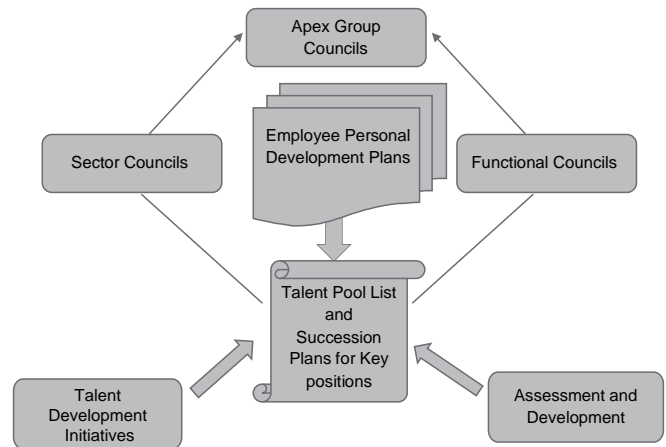 Apex Group
Councils
Employee Personal
Development Plans
Sector Councils
Functional Councils
Talent Pool List
and
Succession
Plans for Key
positions
Talent
Development
Initiatives
Assessment and
Development